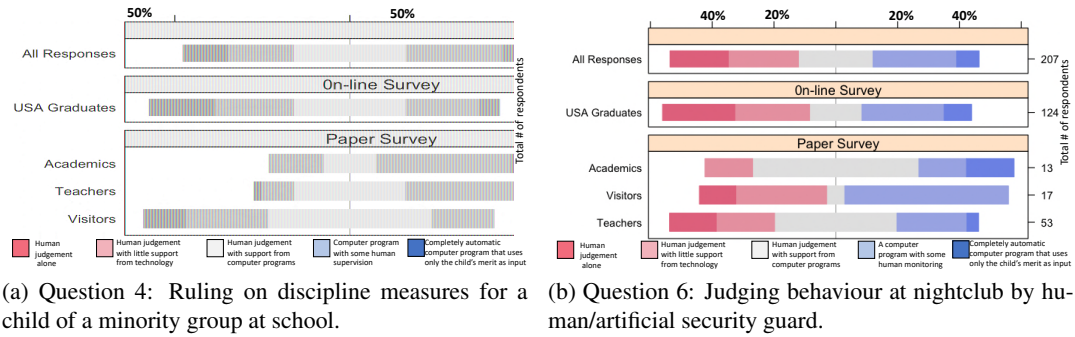 50%
50%
All Responses
0n-line Survey
USA Graduates
Paper Survey
Academics
Teachers
Visitors
Total # of respondents
Human
judgement
alone
Human judgement
with little support
from technology
Human judgement
with support from
computer programs
Computer program
with some human
supervision
Completely automatic
computer program that uses
only the child's merit as input
(a) Question 4: Ruling on discipline measures for a
child of a minority group at school.
40%
20%
20%
40%
All Responses
207
0n-line Survey
USA Graduates
124
Paper Survey
Academics
13
Visitors
17
Teachers
53
Total # of respondents
Human
judgement
alone
Human judgement
with little support
from technology
Human judgement
with support from
computer programs
A computer
program with some
human monitoring
Completely automatic
computer program that uses
only the child's merit as input
(b) Question 6: Judging behaviour at nightclub by hu-
man/artificial security guard.